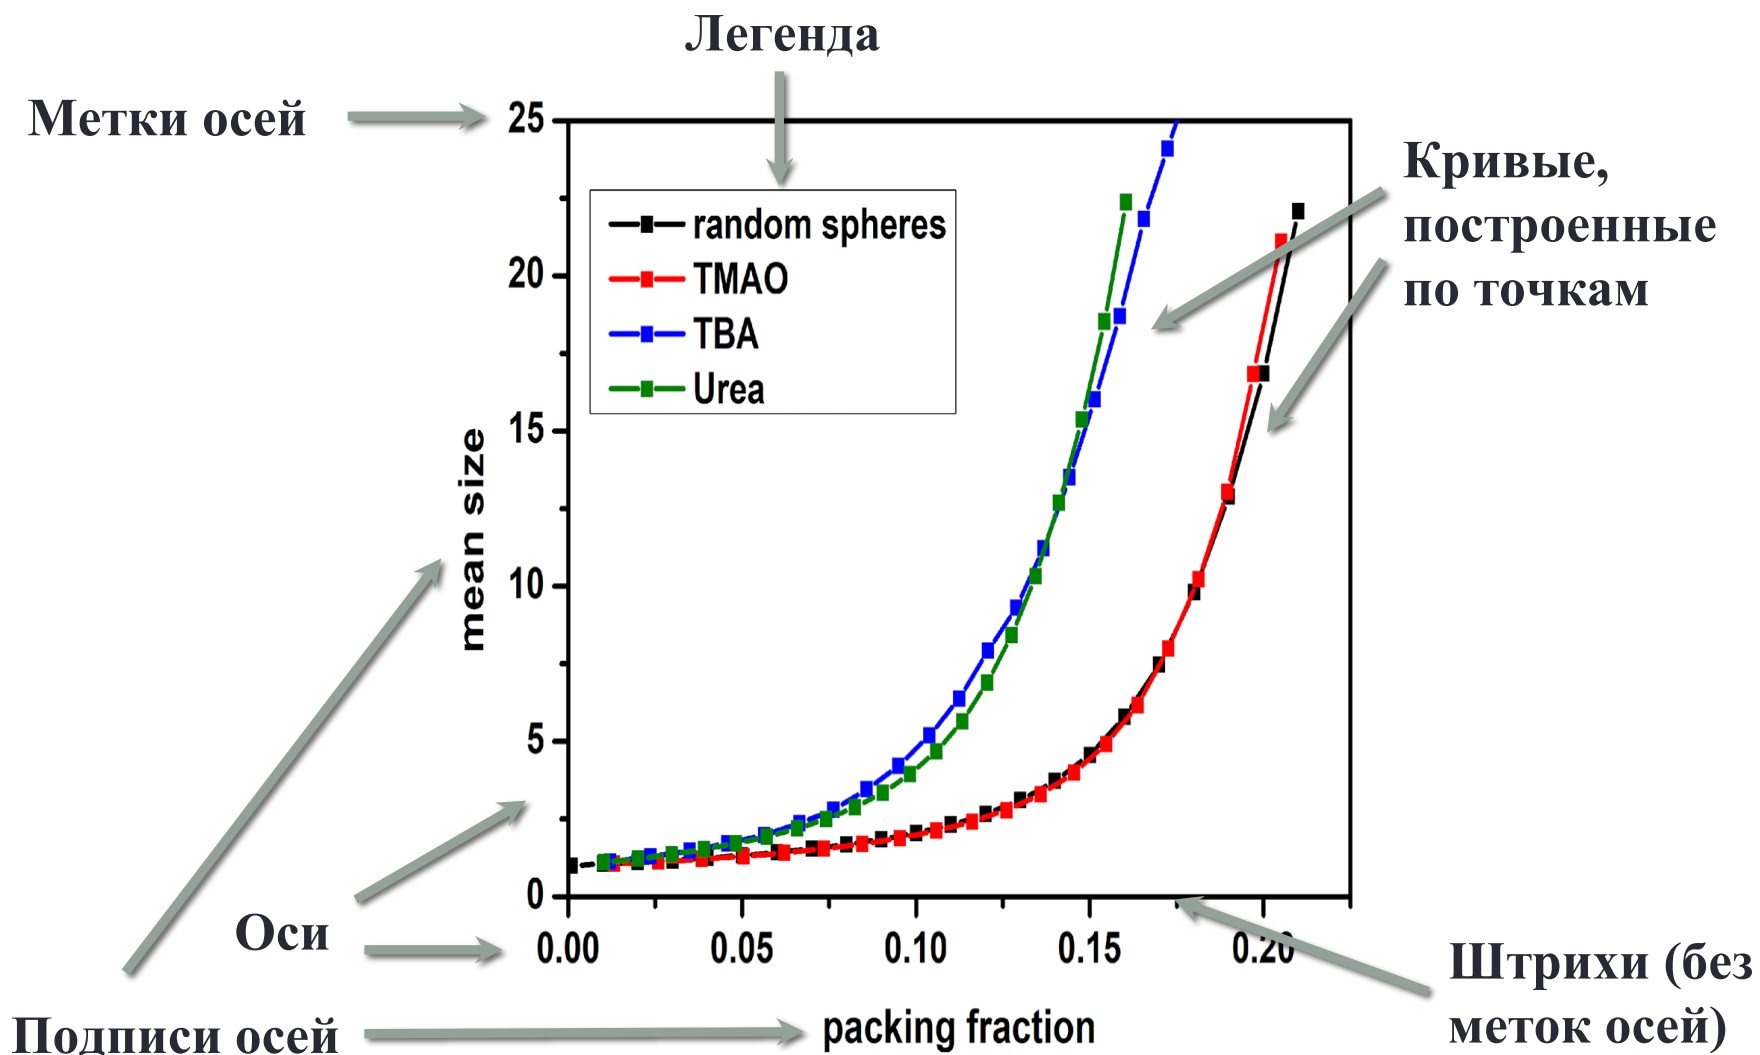 Легенда
Метки осей
25
Кривые,
построенные
по точкам
random spheres
TMAO
TBA
Urea
20
15
mean size
10
5
0
Оси
0.00 0.05 0.10 0.15 0.20
Штрихи (без
меток осей)
Подписи осей
packing fraction